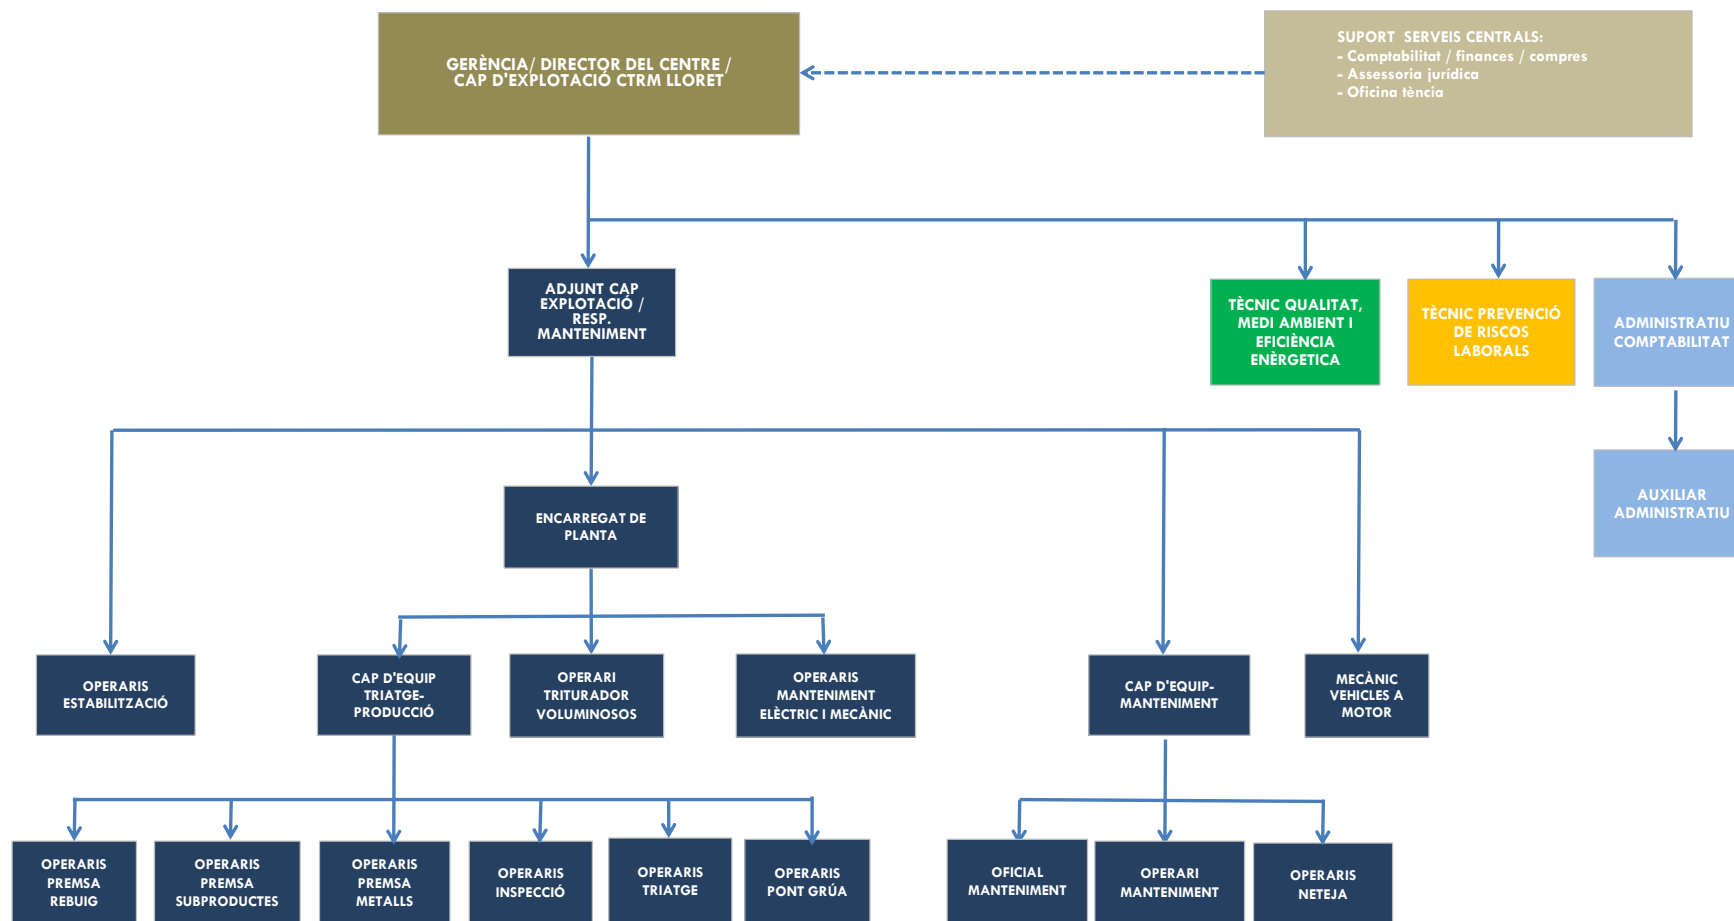 GERÈNCIA/ DIRECTOR DEL CENTRE /
CAP D'EXPLOTACIÓ CTRM LLORET
SUPORT SERVEIS CENTRALS:
- Comptabilitat / finances / compres
- Assessoria jurídica
- Oficina tència
ADJUNT CAP
EXPLOTACIÓ /
RESP.
MANTENIMENT
TÈCNIC QUALITAT,
MEDI AMBIENT I
EFICIÈNCIA
ENÈRGETICA
TÈCNIC PREVENCIÓ
DE RISCOS
LABORALS
ADMINISTRATIU
COMPTABILITAT
AUXILIAR
ADMINISTRATIU
ENCARREGAT DE
PLANTA
OPERARIS
ESTABILITZACIÓ
CAP D'EQUIP
TRIATGE-
PRODUCCIÓ
OPERARI
TRITURADOR
VOLUMINOSOS
OPERARIS
MANTENIMENT
ELÈCTRIC I MECÀNIC
CAP D'EQUIP-
MANTENIMENT
MECÀNIC
VEHICLES A
MOTOR
OPERARIS
PREMSA
REBUIG
OPERARIS
PREMSA
SUBPRODUCTES
OPERARIS
PREMSA
METALLS
OPERARIS
INSPECCIÓ
OPERARIS
TRIATGE
OPERARIS
PONT GRÚA
OFICIAL
MANTENIMENT
OPERARI
MANTENIMENT
OPERARIS
NETEJA